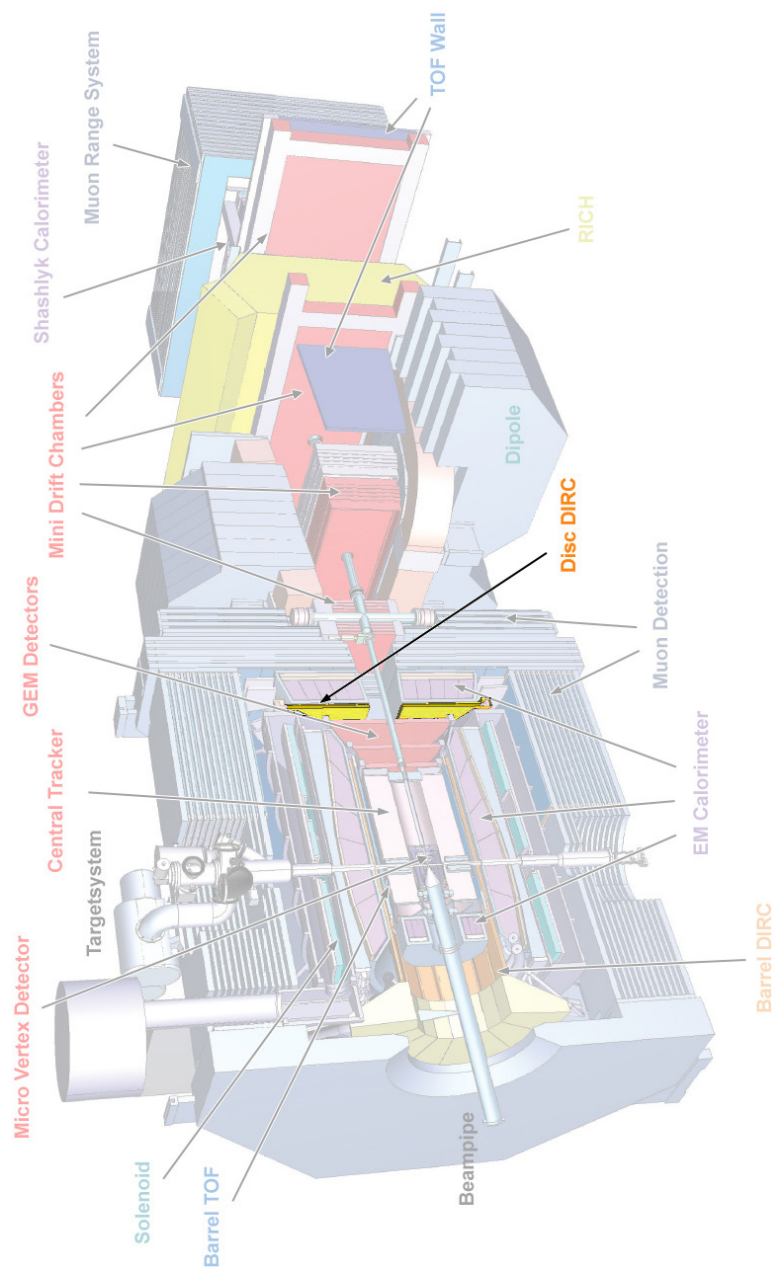 Micro Vertex Detector
Targetsystem
Central Tracker
GEM Detectors
Mini Drift Chambers
Shashlyk Calorimeter
Muon Range System
Solenoid
Barrel TOF
Beampipe
Barrel DIRC
EM Calorimeter
Muon Detection
Disc DIRC
Dipole
RICH
TOF Wall